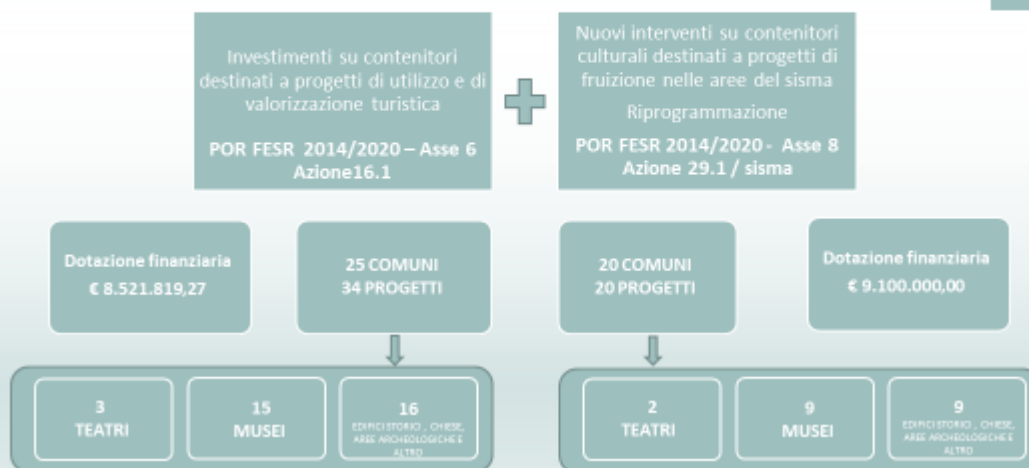 Investimenti su contenitori
destinati a progetti di utilizzo e di
valorizzazione turistica
POR FESR 2014/2020 – Asse 6
Azione16.1
Nuovi interventi su contenitori
culturali destinati a progetti di
fruizione nelle aree del sisma
Riprogrammazione
POR FESR 2014/2020 - Asse 8
Azione 29.1 / sisma
Dotazione finanziaria
€ 8.521.819,27
25 COMUNI
34 PROGETTI
20 COMUNI
20 PROGETTI
Dotazione finanziaria
€ 9.100.000,00
3
TEATRI
15
MUSEI
16
EDIFICI STORICI , CHIESE,
AREE ARCHEOLOGICHE E
ALTRO
2
TEATRI
9
MUSEI
9
EDIFICI STORICI , CHIESE,
AREE ARCHEOLOGICHE E
ALTRO